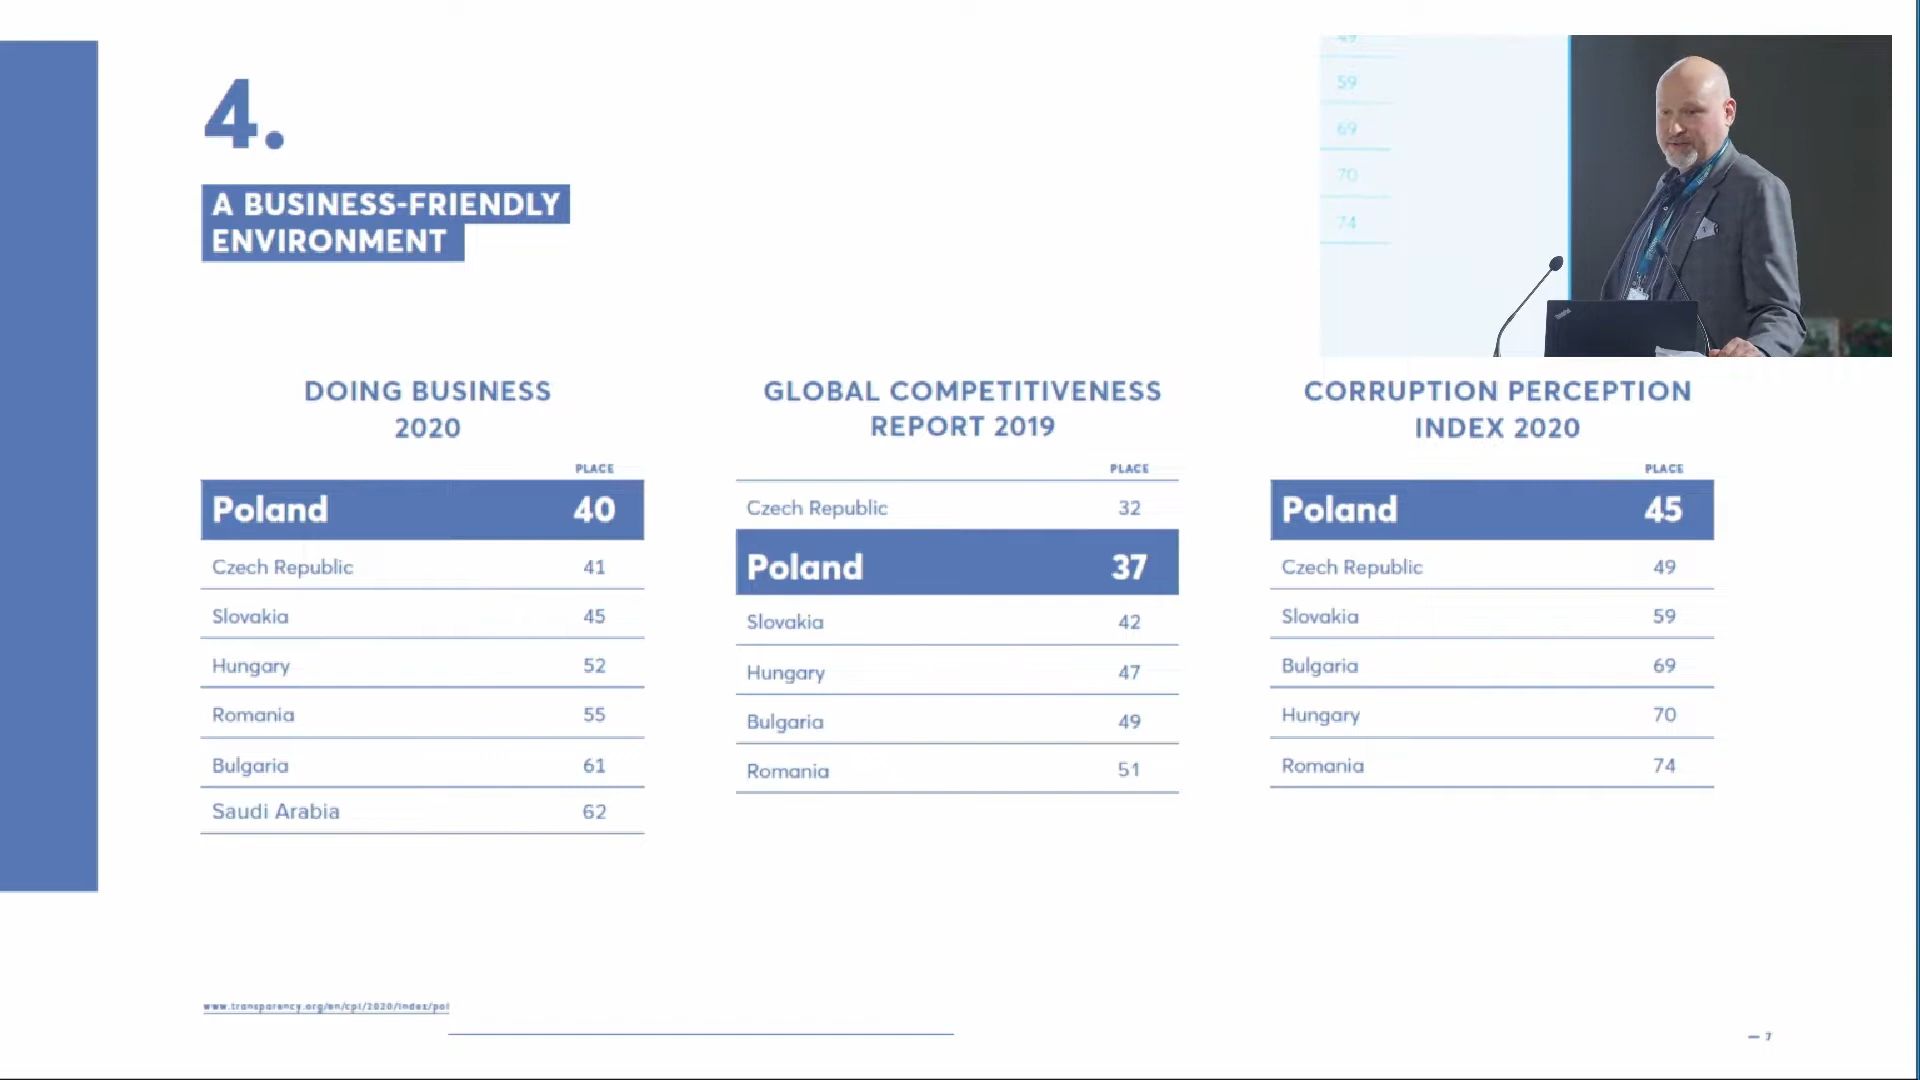 4.
A BUSINESS-FRIENDLY
ENVIRONMENT
DOING BUSINESS
2020
PLACE
Poland 40
Czech Republic 41
Slovakia 45
Hungary 52
Romania 55
Bulgaria 61
Saudi Arabia 62
GLOBAL COMPETITIVENESS
REPORT 2019
PLACE
Czech Republic 32
Poland 37
Slovakia 42
Hungary 47
Bulgaria 49
Romania 51
CORRUPTION PERCEPTION
INDEX 2020
PLACE
Poland 45
Czech Republic 49
Slovakia 59
Bulgaria 69
Hungary 70
Romania 74
49
59
69
70
74
ThinkPad
www.transparency.org/en/cpi/2020/index/pol
— 7